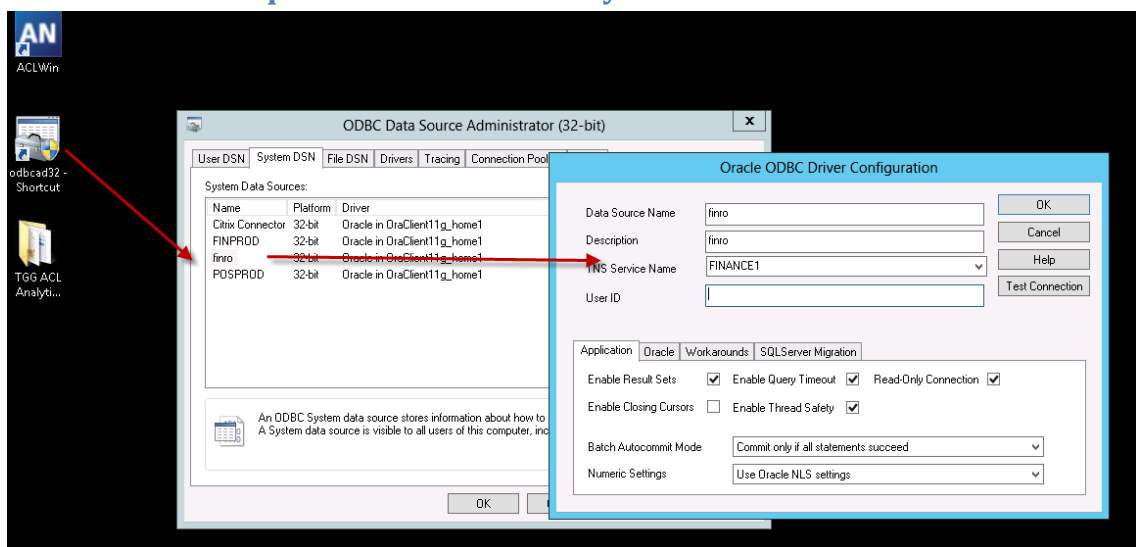 AN
ACLWin
odbcad32 -
Shortcut
TGG ACL
Analyti...
ODBC Data Source Administrator (32-bit)
x
User DSN System DSN File DSN Drivers Tracing Connection Pool
System Data Sources:
Name Platform Driver
Citrix Connector 32-bit Oracle in OraClient11g_home1
FINPROD 32-bit Oracle in OraClient11g_home1
finro 32-bit Oracle in OraClient11g_home1
POSPROD 32-bit Oracle in OraClient11g_home1
An ODBC System data source stores information about how to
A System data source is visible to all users of this computer, inc
OK
Oracle ODBC Driver Configuration
Data Source Name finro
OK
Description finro
Cancel
TNS Service Name FINANCE1
Help
User ID
Test Connection
Application Oracle Workarounds SQLServer Migration
Enable Result Sets Enable Query Timeout Read-Only Connection
Enable Closing Cursors Enable Thread Safety
Batch Autocommit Mode Commit only if all statements succeed
Numeric Settings Use Oracle NLS settings